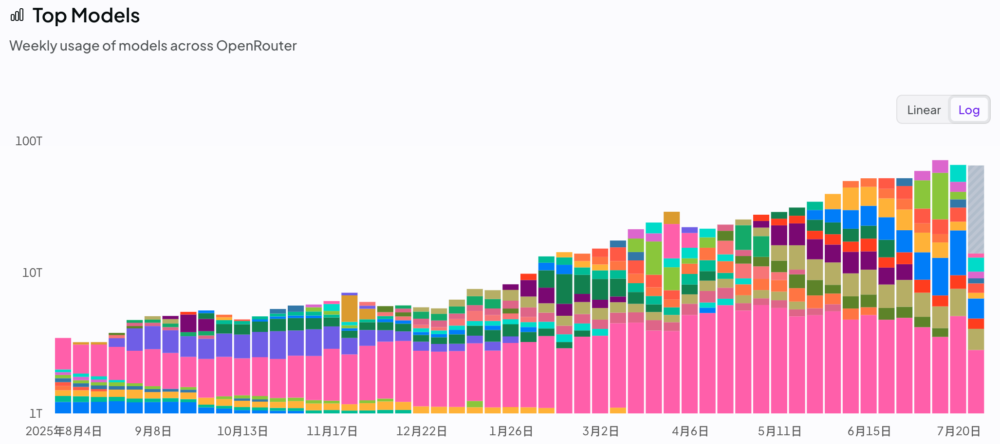 Top Models
Weekly usage of models across OpenRouter
Linear Log
100T
10T
1T
2025年8月4日 9月8日 10月13日 11月17日 12月22日 1月26日 3月2日 4月6日 5月11日 6月15日 7月20日